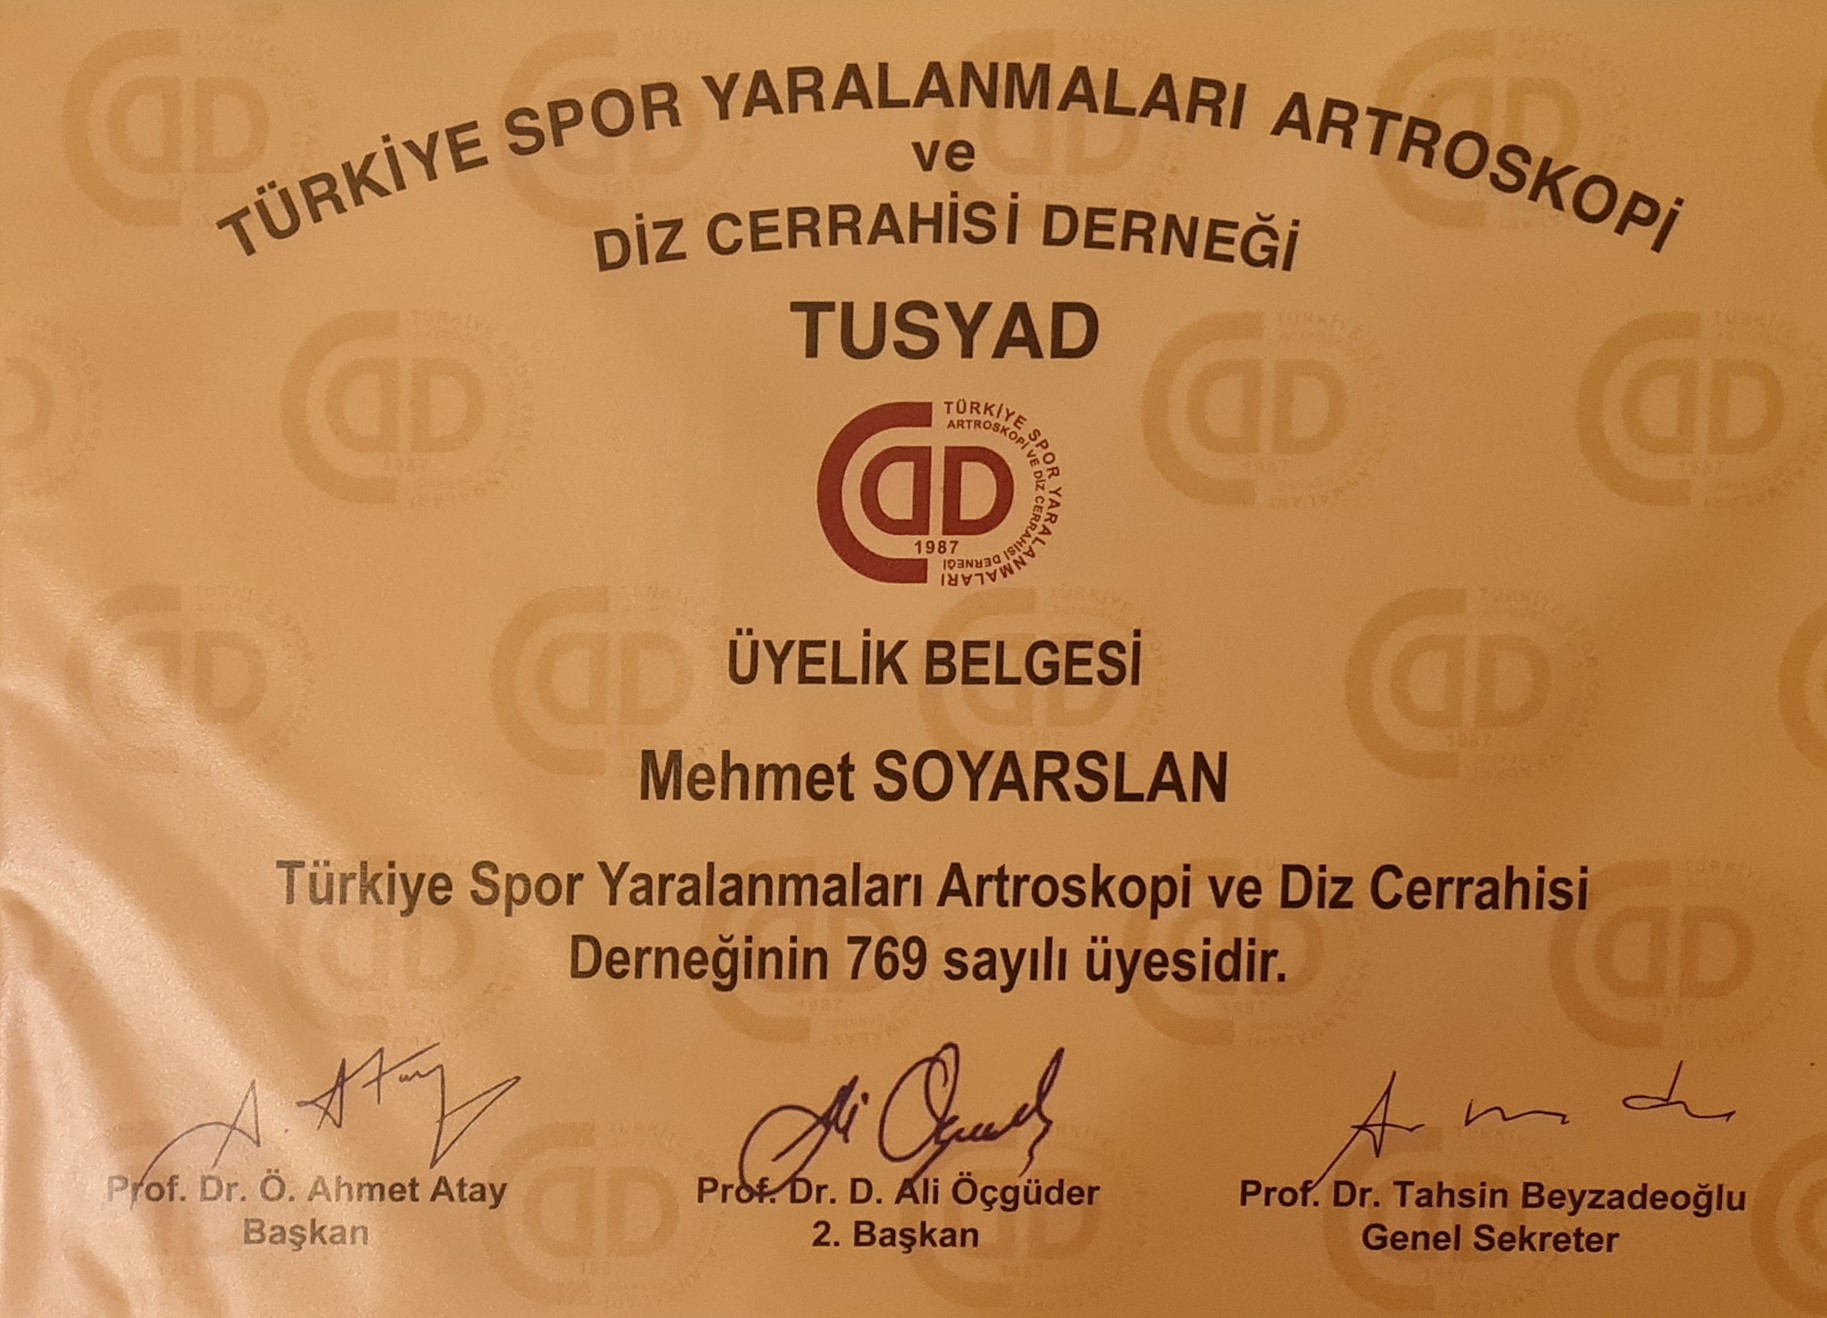 TÜRKİYE SPOR YARALANMALARI ARTROSKOPİ
ve
DİZ CERRAHİSİ DERNEĞİ
TUSYAD
TÜRKİYE SPOR YARALANMALARI
ARTROSKOPİ VE DİZ CERRAHİSİ DERNEĞİ
1987
ÜYELİK BELGESİ
Mehmet SOYARSLAN
Türkiye Spor Yaralanmaları Artroskopi ve Diz Cerrahisi
Derneğinin 769 sayılı üyesidir.
A. Atay
Prof. Dr. Ö. Ahmet Atay
Başkan
Prof. Dr. D. Ali Öçgüder
2. Başkan
Prof. Dr. Tahsin Beyzadeoğlu
Genel Sekreter